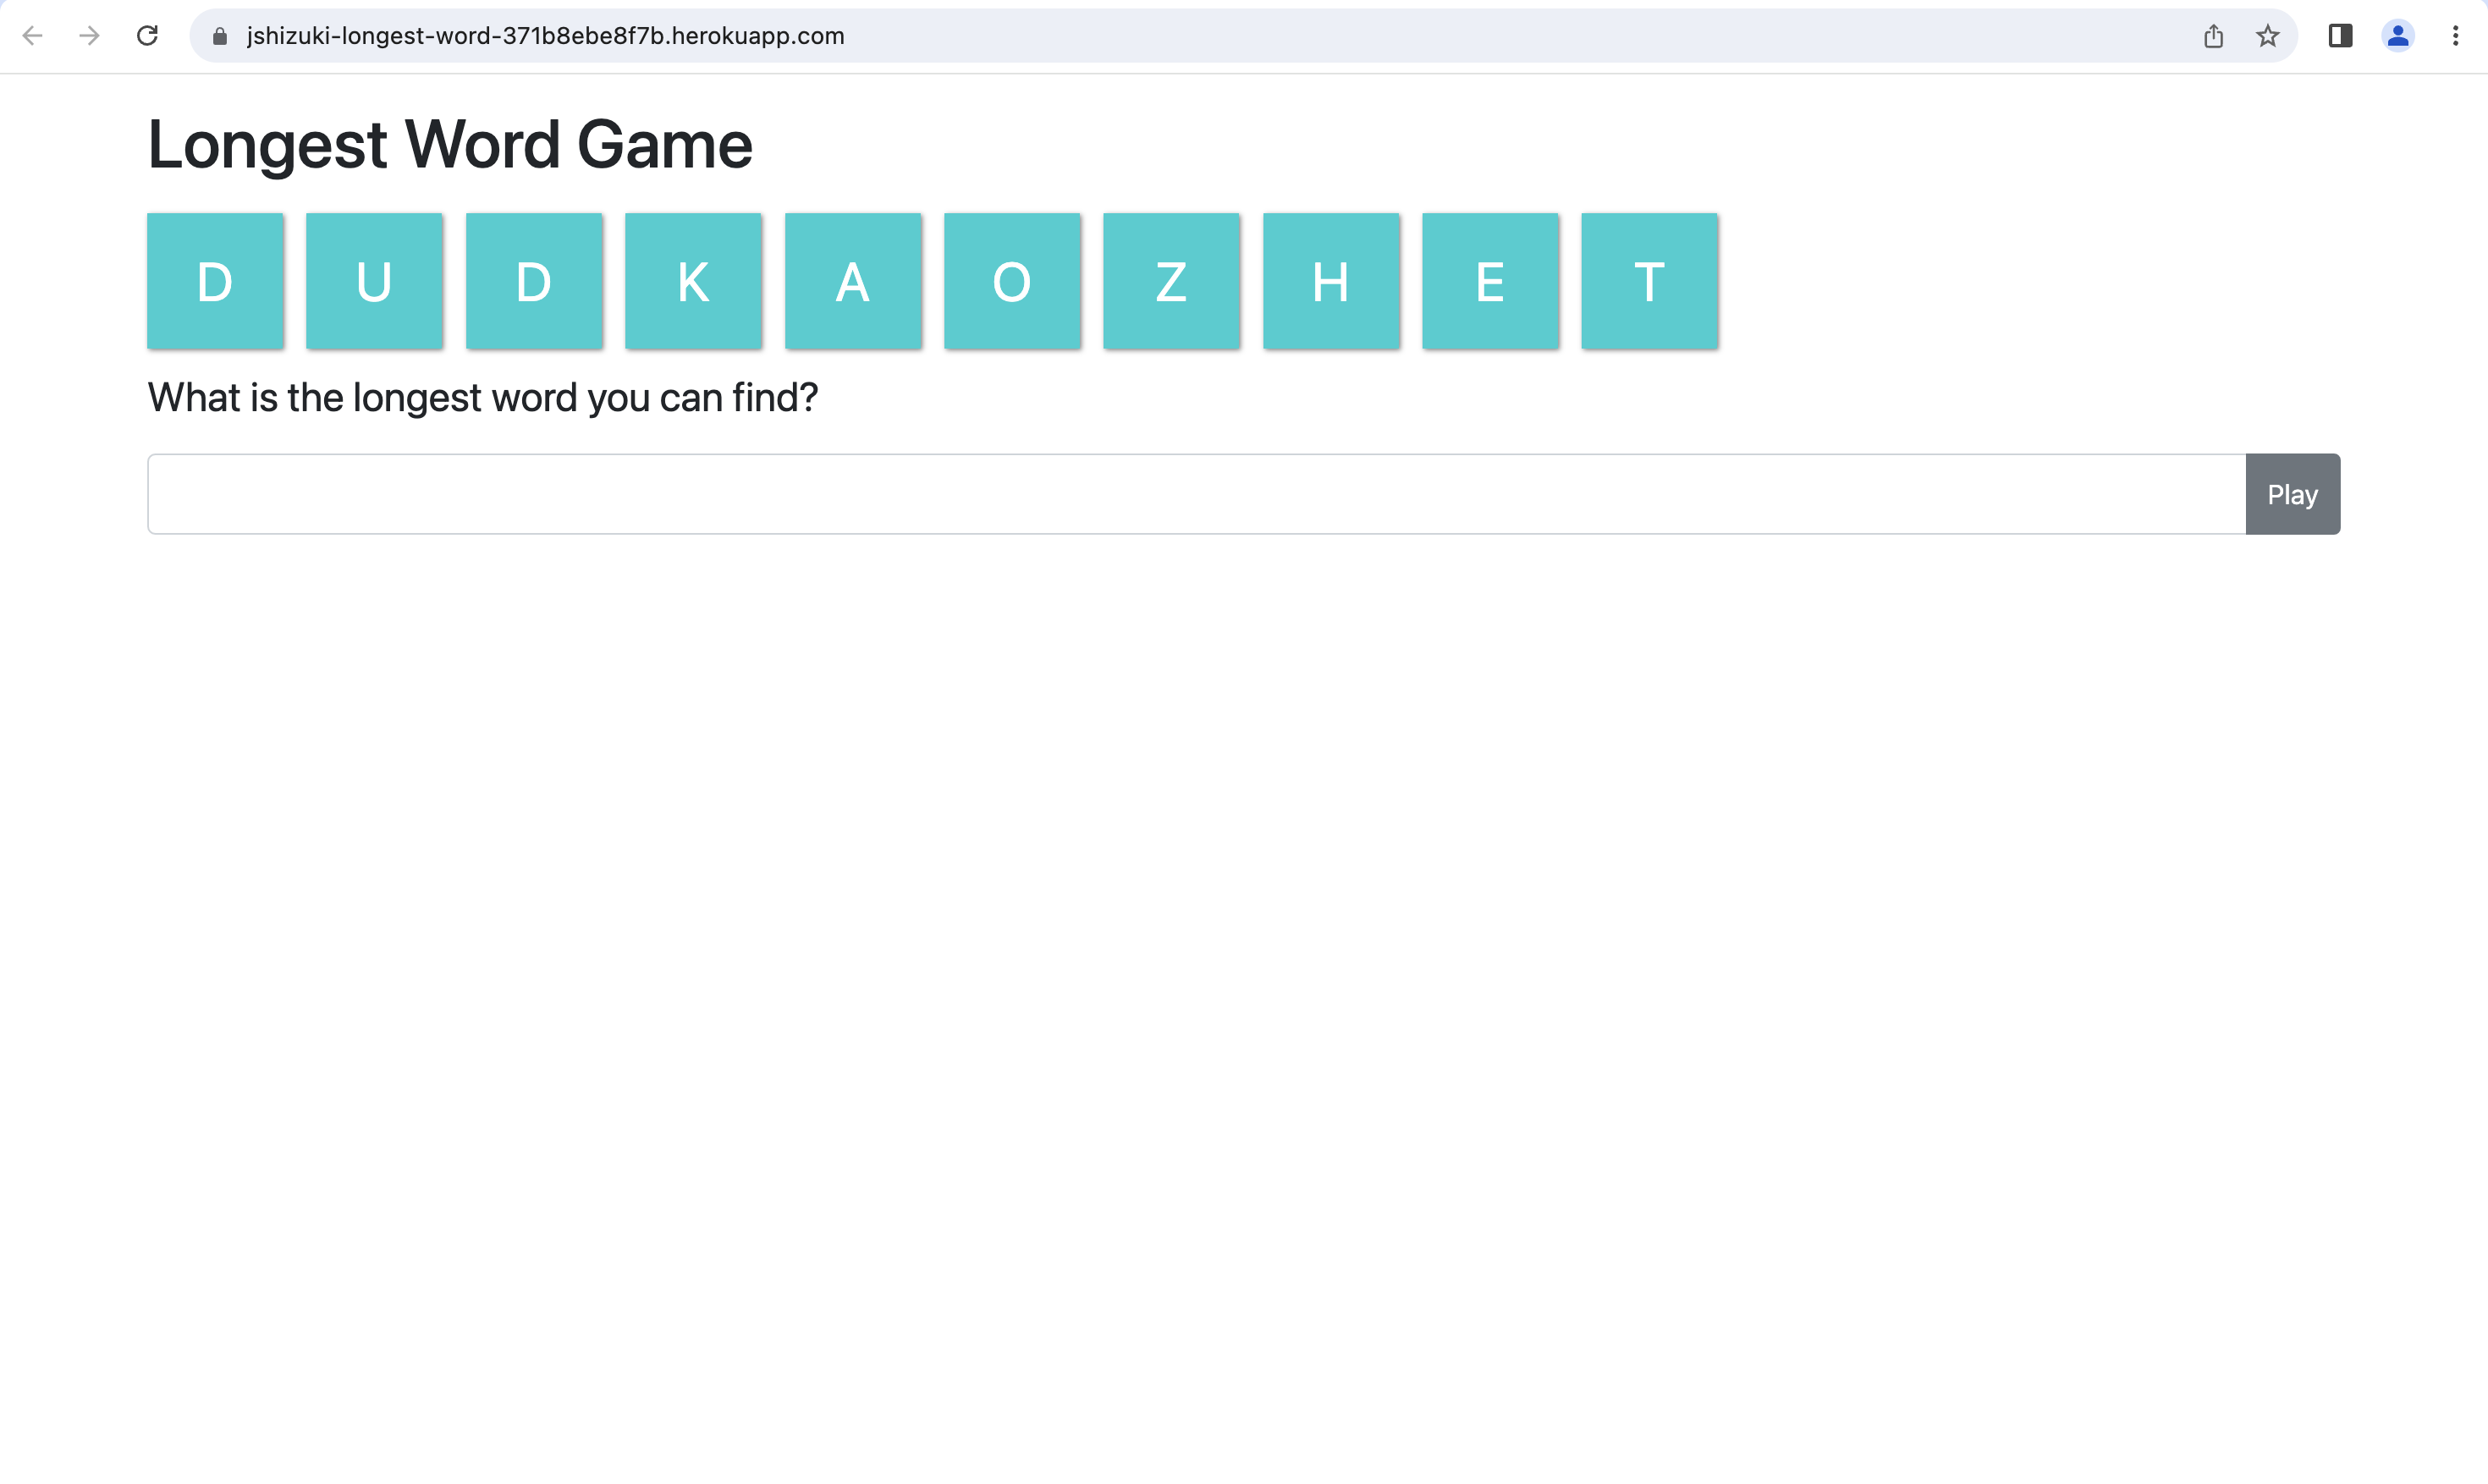 jshizuki-longest-word-371b8ebe8f7b.herokuapp.com
Longest Word Game
D U D K A O Z H E T
What is the longest word you can find?
Play